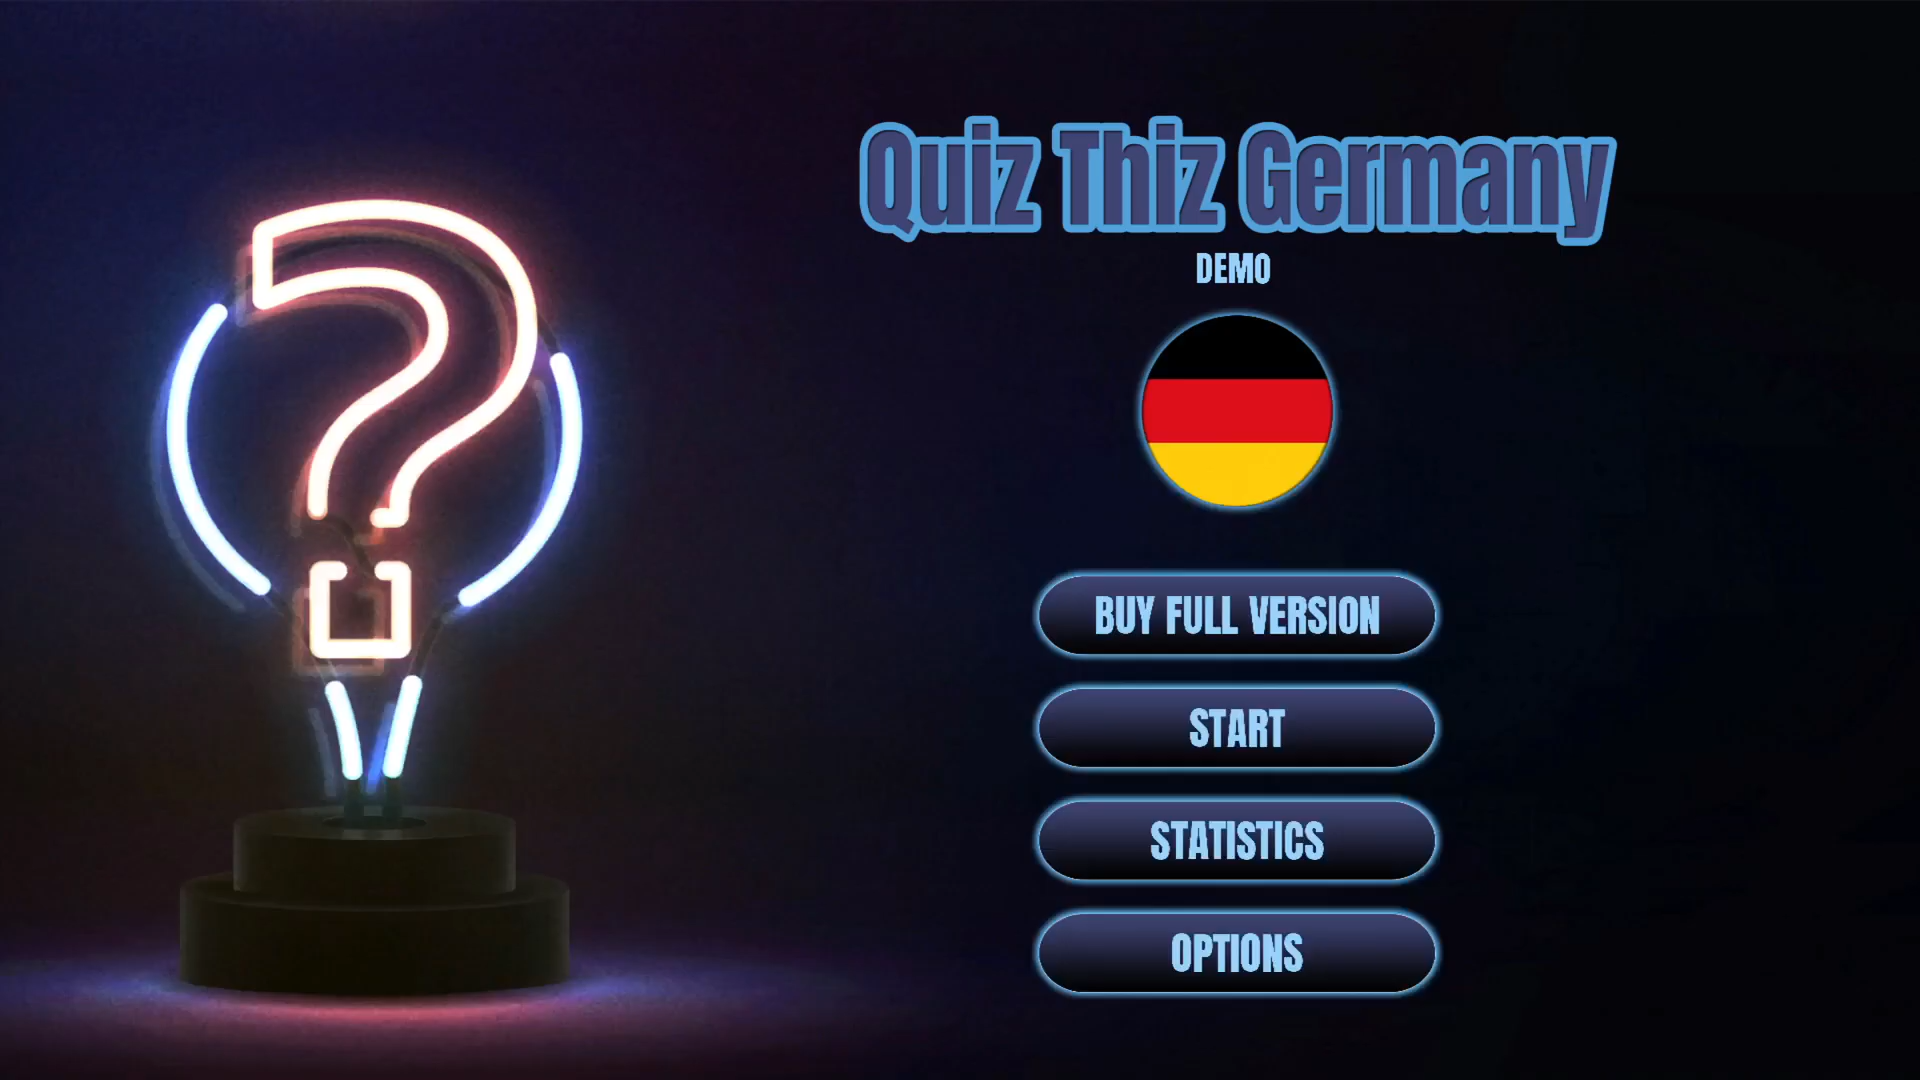 Quiz Thiz Germany
DEMO
BUY FULL VERSION
START
STATISTICS
OPTIONS